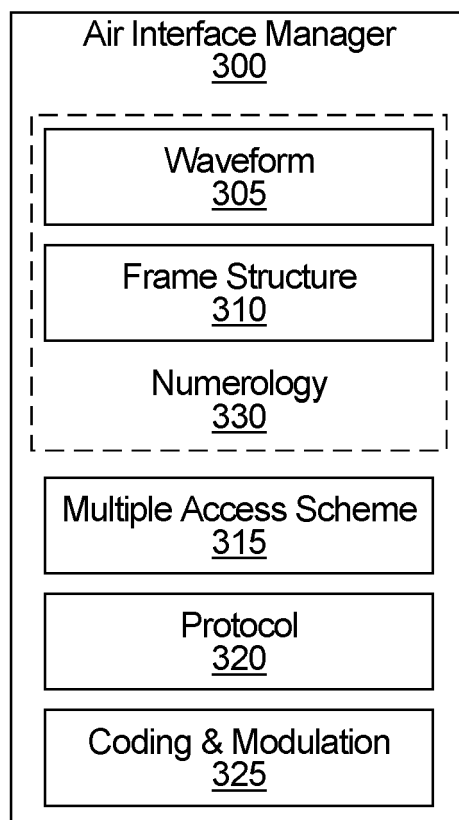 Air Interface Manager
300
Waveform
305
Frame Structure
310
Numerology
330
Multiple Access Scheme
315
Protocol
320
Coding & Modulation
325